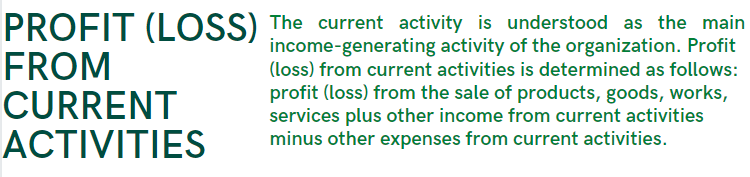 PROFIT (LOSS)
FROM
CURRENT
ACTIVITIES
The current activity is understood as the main
income-generating activity of the organization. Profit
(loss) from current activities is determined as follows:
profit (loss) from the sale of products, goods, works,
services plus other income from current activities
minus other expenses from current activities.